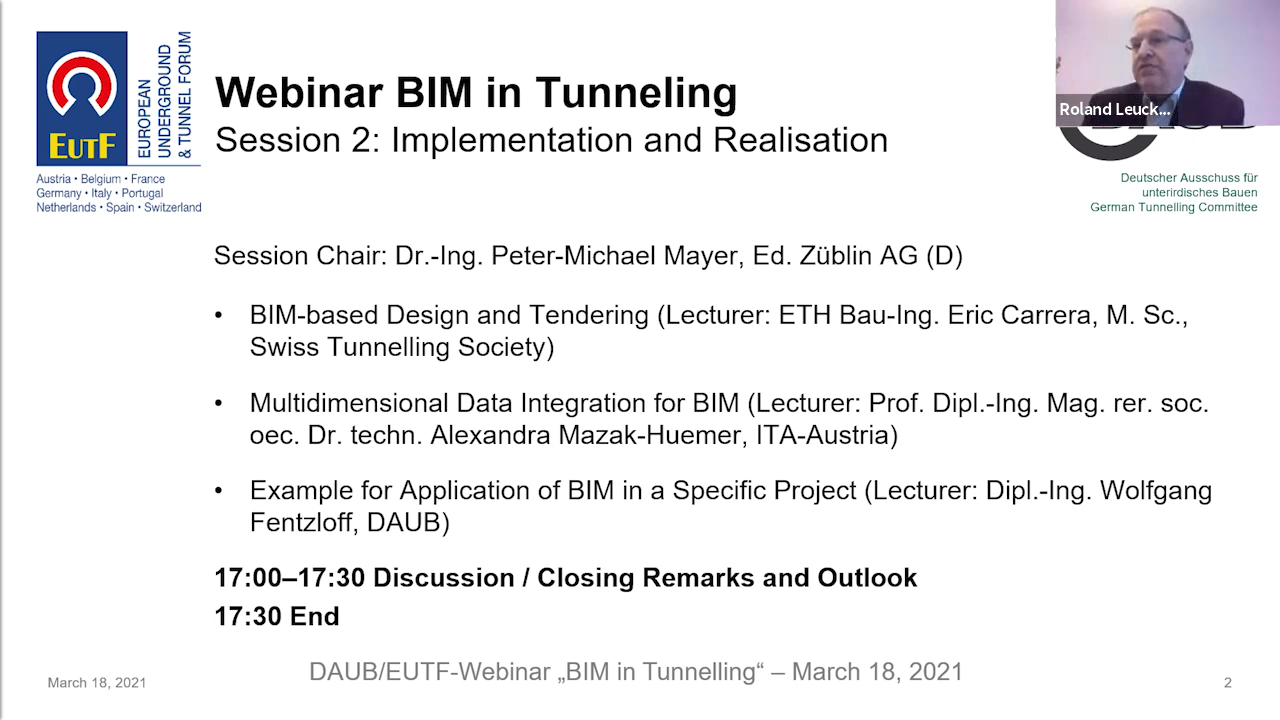 EUTF
EUROPEAN
UNDERGROUND
& TUNNEL FORUM
Austria • Belgium • France
Germany • Italy • Portugal
Netherlands • Spain • Switzerland
Webinar BIM in Tunneling
Session 2: Implementation and Realisation
Roland Leuck...
Deutscher Ausschuss für
unterirdisches Bauen
German Tunnelling Committee
Session Chair: Dr.-Ing. Peter-Michael Mayer, Ed. Züblin AG (D)
• BIM-based Design and Tendering (Lecturer: ETH Bau-Ing. Eric Carrera, M. Sc.,
Swiss Tunnelling Society)
• Multidimensional Data Integration for BIM (Lecturer: Prof. Dipl.-Ing. Mag. rer. soc.
oec. Dr. techn. Alexandra Mazak-Huemer, ITA-Austria)
• Example for Application of BIM in a Specific Project (Lecturer: Dipl.-Ing. Wolfgang
Fentzloff, DAUB)
17:00–17:30 Discussion / Closing Remarks and Outlook
17:30 End
March 18, 2021
DAUB/EUTF-Webinar „BIM in Tunnelling“ – March 18, 2021
2